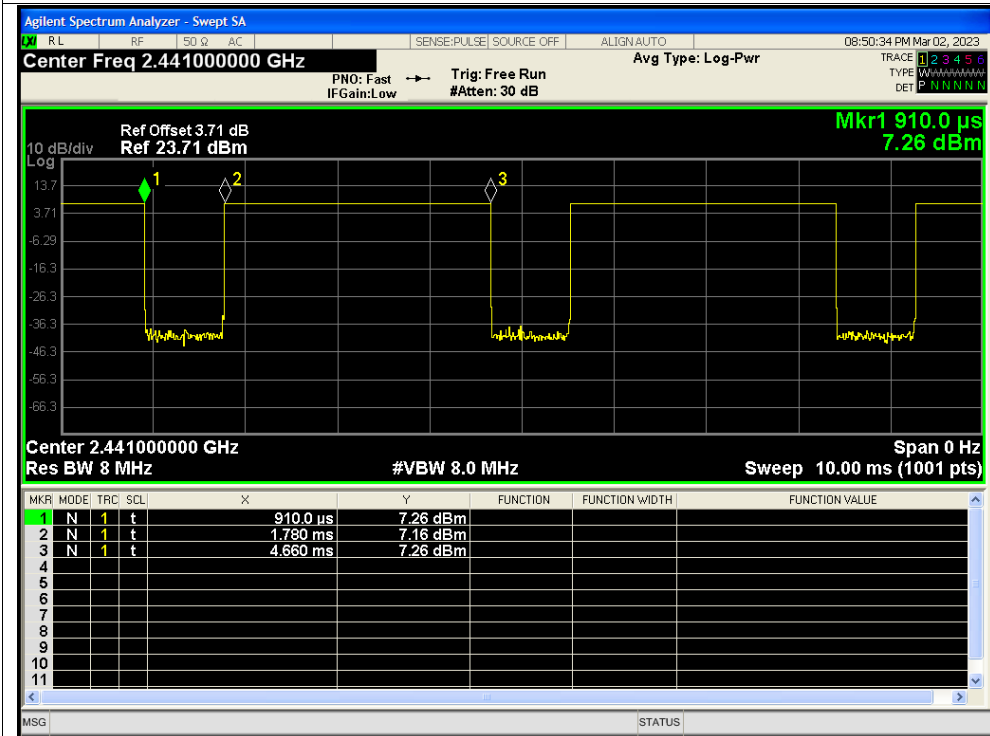 Agilent Spectrum Analyzer - Swept SA
LXI RL RF 50 Ω AC SENSE:PULSE SOURCE OFF ALIGN AUTO 08:50:34 PM Mar 02, 2023
Center Freq 2.441000000 GHz
PNO: Fast
IFGain:Low
Trig: Free Run
#Atten: 30 dB
Avg Type: Log-Pwr
TRACE 1 2 3 4 5 6
TYPE W
DET P N N N N N
Mkr1 910.0 µs
7.26 dBm
Ref Offset 3.71 dB
10 dB/div Ref 23.71 dBm
Log
1 2 3
13.7
3.71
-6.29
-16.3
-26.3
-36.3
-46.3
-56.3
-66.3
Center 2.441000000 GHz Span 0 Hz
Res BW 8 MHz #VBW 8.0 MHz Sweep 10.00 ms (1001 pts)
MKR MODE TRC SCL X Y FUNCTION FUNCTION WIDTH FUNCTION VALUE
1 N 1 t 910.0 µs 7.26 dBm
2 N 1 t 1.780 ms 7.16 dBm
3 N 1 t 4.660 ms 7.26 dBm
4
5
6
7
8
9
10
11
MSG STATUS